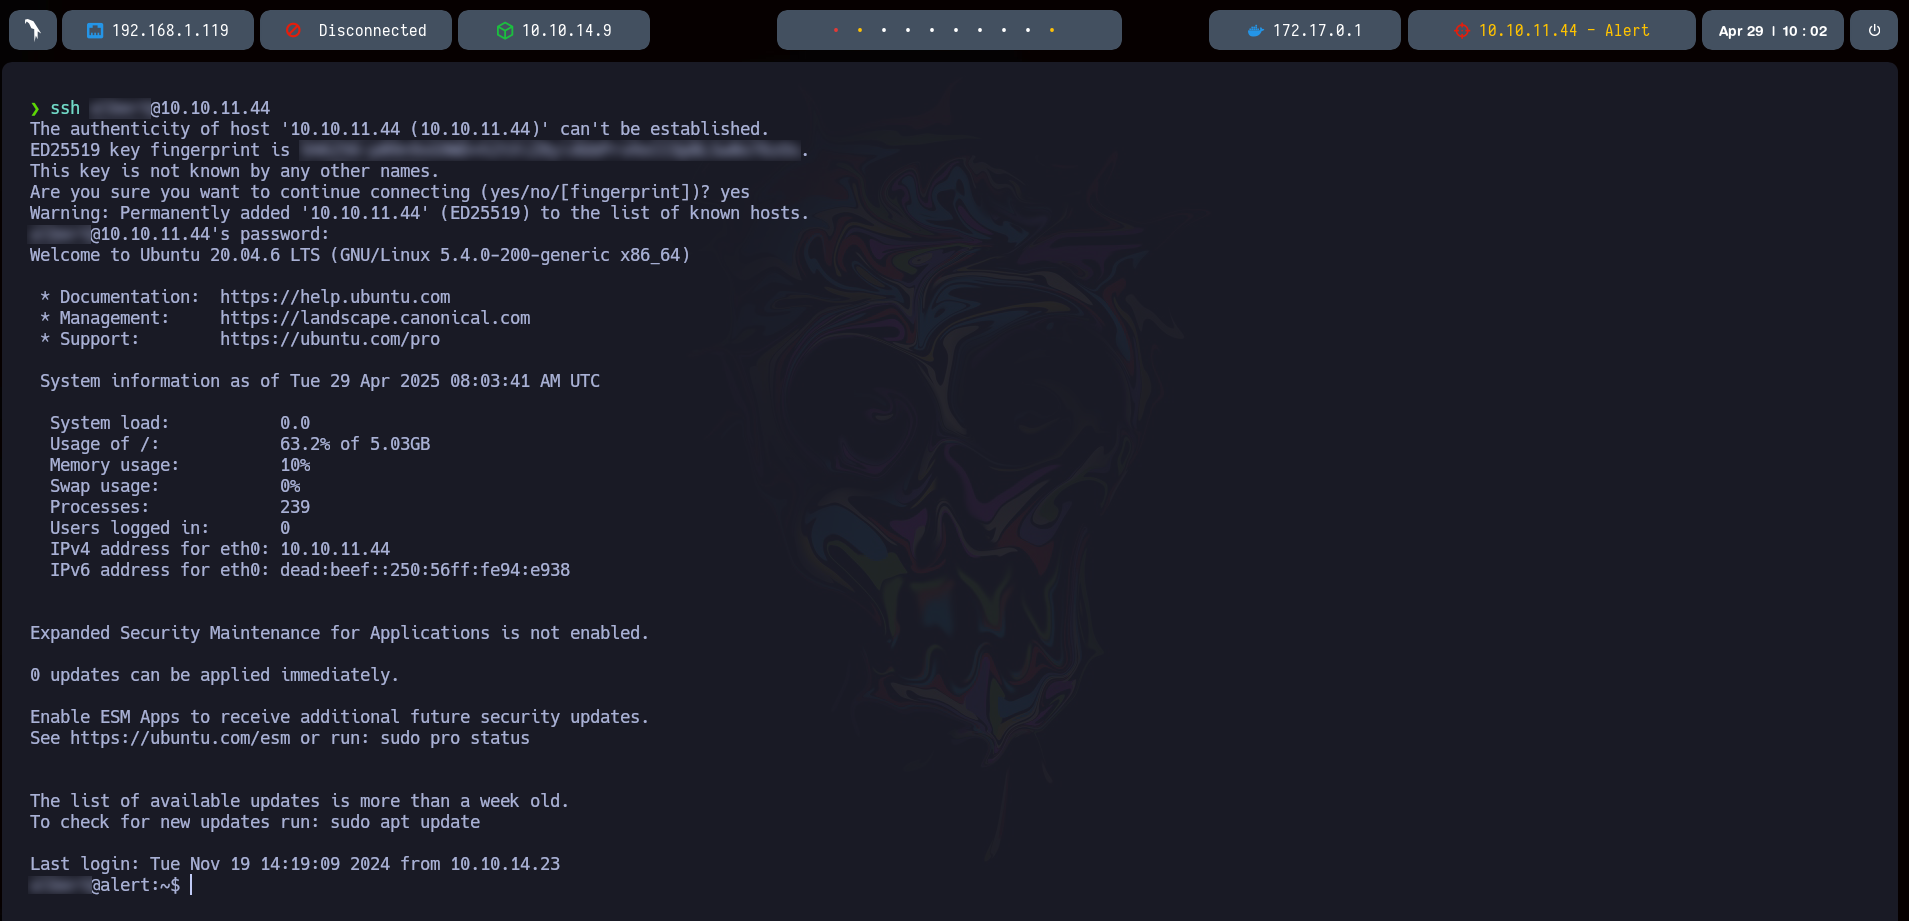 192.168.1.119 Disconnected 10.10.14.9 172.17.0.1 10.10.11.44 - Alert Apr 29 | 10:02
❯ ssh @10.10.11.44
The authenticity of host '10.10.11.44 (10.10.11.44)' can't be established.
ED25519 key fingerprint is .
This key is not known by any other names.
Are you sure you want to continue connecting (yes/no/[fingerprint])? yes
Warning: Permanently added '10.10.11.44' (ED25519) to the list of known hosts.
@10.10.11.44's password:
Welcome to Ubuntu 20.04.6 LTS (GNU/Linux 5.4.0-200-generic x86_64)
* Documentation:  https://help.ubuntu.com
* Management:     https://landscape.canonical.com
* Support:        https://ubuntu.com/pro
System information as of Tue 29 Apr 2025 08:03:41 AM UTC
System load:           0.0
Usage of /:            63.2% of 5.03GB
Memory usage:          10%
Swap usage:            0%
Processes:             239
Users logged in:       0
IPv4 address for eth0: 10.10.11.44
IPv6 address for eth0: dead:beef::250:56ff:fe94:e938
Expanded Security Maintenance for Applications is not enabled.
0 updates can be applied immediately.
Enable ESM Apps to receive additional future security updates.
See https://ubuntu.com/esm or run: sudo pro status
The list of available updates is more than a week old.
To check for new updates run: sudo apt update
Last login: Tue Nov 19 14:19:09 2024 from 10.10.14.23
@alert:~$